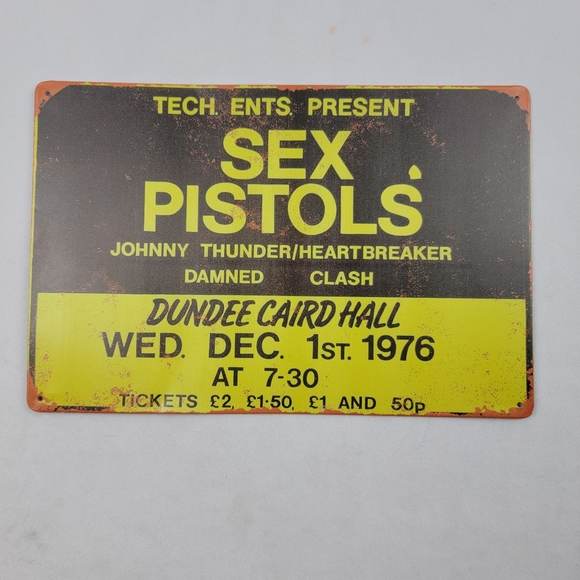 TECH. ENTS. PRESENT
SEX
PISTOLS
JOHNNY THUNDER/HEARTBREAKER
DAMNED CLASH
DUNDEE CAIRD HALL
WED. DEC. 1ST. 1976
AT 7-30
TICKETS £2, £1·50, £1 AND 50p